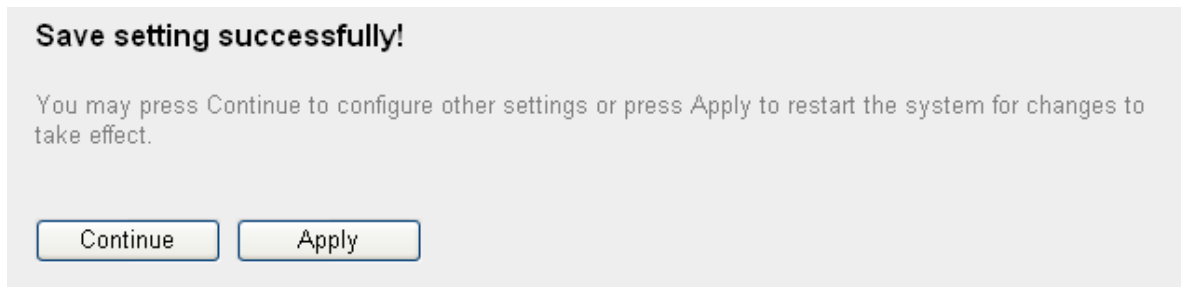 Save setting successfully!
You may press Continue to configure other settings or press Apply to restart the system for changes to
take effect.
Continue
Apply